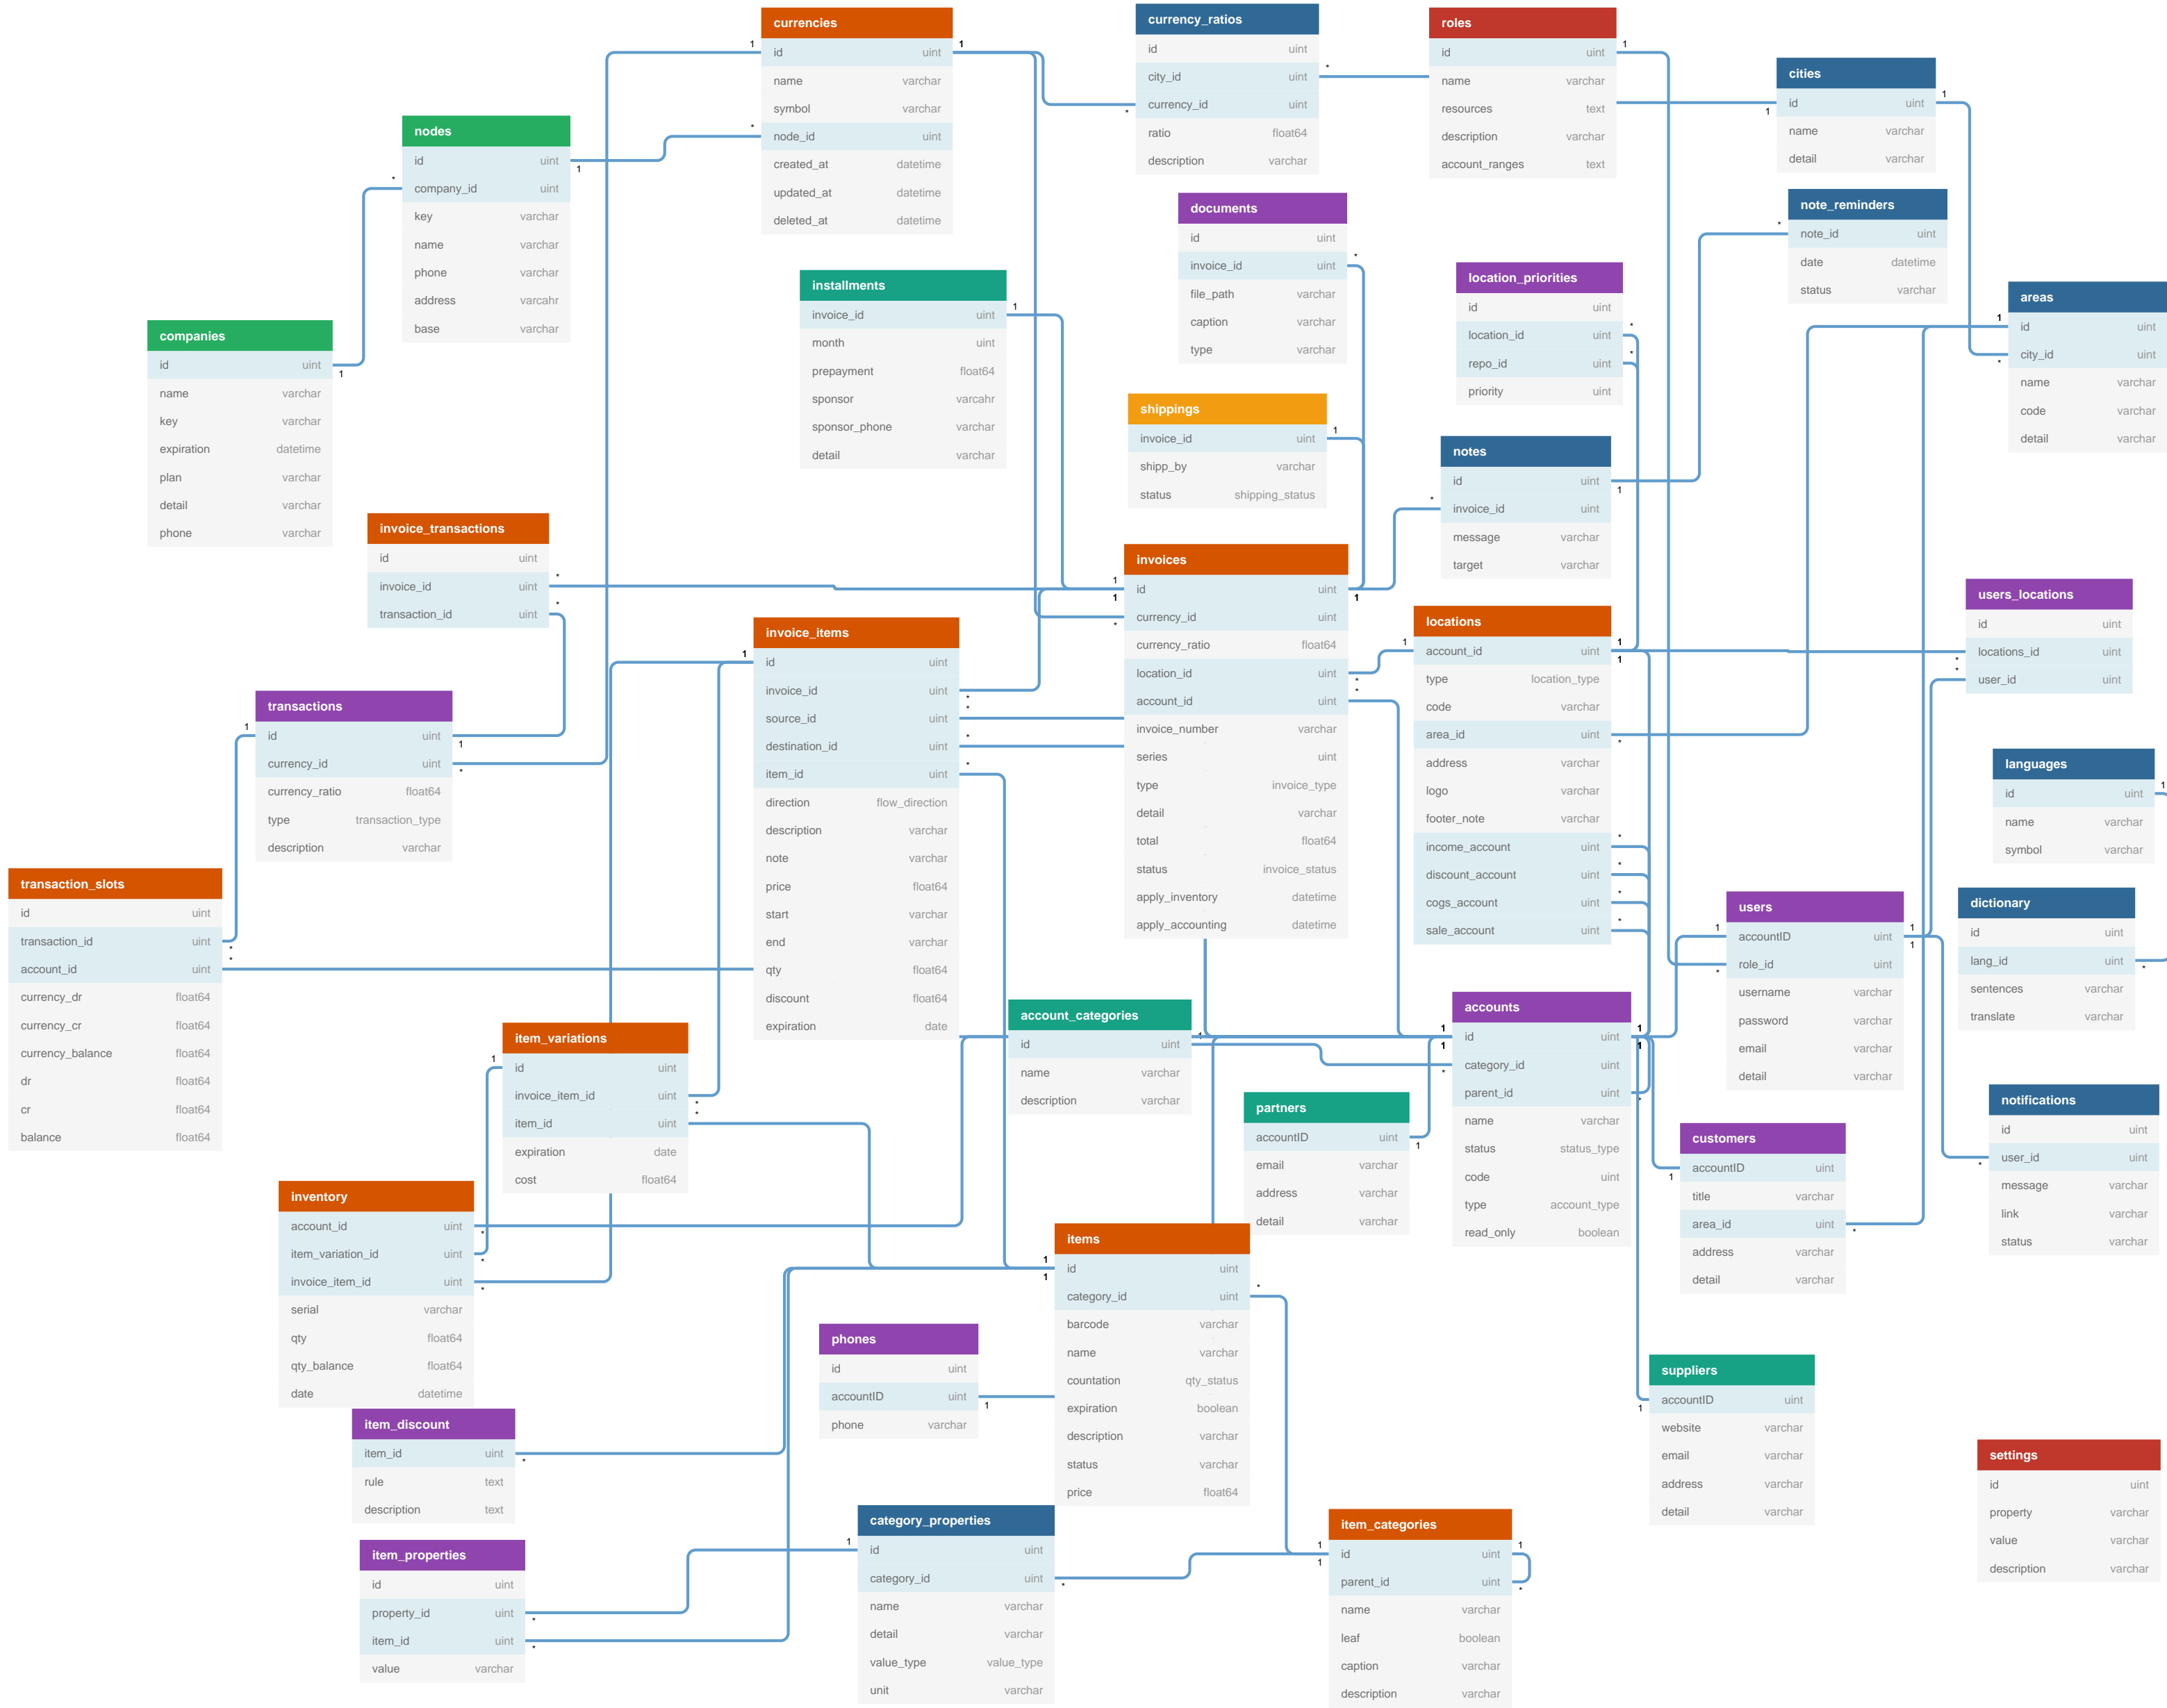 currencies
id uint
name varchar
symbol varchar
node_id uint
created_at datetime
updated_at datetime
deleted_at datetime
currency_ratios
id uint
city_id uint
currency_id uint
ratio float64
description varchar
roles
id uint
name varchar
resources text
description varchar
account_ranges text
cities
id uint
name varchar
detail varchar
nodes
id uint
company_id uint
key varchar
name varchar
phone varchar
address varcahr
base varchar
documents
id uint
invoice_id uint
file_path varchar
caption varchar
type varchar
note_reminders
note_id uint
date datetime
status varchar
installments
invoice_id uint
month uint
prepayment float64
sponsor varcahr
sponsor_phone varchar
detail varchar
location_priorities
id uint
location_id uint
repo_id uint
priority uint
areas
id uint
city_id uint
name varchar
code varchar
detail varchar
companies
id uint
name varchar
key varchar
expiration datetime
plan varchar
detail varchar
phone varchar
shippings
invoice_id uint
shipp_by varchar
status shipping_status
notes
id uint
invoice_id uint
message varchar
target varchar
invoice_transactions
id uint
invoice_id uint
transaction_id uint
invoices
id uint
currency_id uint
currency_ratio float64
location_id uint
account_id uint
invoice_number varchar
series uint
type invoice_type
detail varchar
total float64
status invoice_status
apply_inventory datetime
apply_accounting datetime
users_locations
id uint
locations_id uint
user_id uint
invoice_items
id uint
invoice_id uint
source_id uint
destination_id uint
item_id uint
direction flow_direction
description varchar
note varchar
price float64
start varchar
end varchar
qty float64
discount float64
expiration date
locations
account_id uint
type location_type
code varchar
area_id uint
address varchar
logo varchar
footer_note varchar
income_account uint
discount_account uint
cogs_account uint
sale_account uint
transactions
id uint
currency_id uint
currency_ratio float64
type transaction_type
description varchar
languages
id uint
name varchar
symbol varchar
transaction_slots
id uint
transaction_id uint
account_id uint
currency_dr float64
currency_cr float64
currency_balance float64
dr float64
cr float64
balance float64
users
accountID uint
role_id uint
username varchar
password varchar
email varchar
detail varchar
dictionary
id uint
lang_id uint
sentences varchar
translate varchar
item_variations
id uint
invoice_item_id uint
item_id uint
expiration date
cost float64
account_categories
id uint
name varchar
description varchar
accounts
id uint
category_id uint
parent_id uint
name varchar
status status_type
code uint
type account_type
read_only boolean
partners
accountID uint
email varchar
address varchar
detail varchar
customers
accountID uint
title varchar
area_id uint
address varchar
detail varchar
notifications
id uint
user_id uint
message varchar
link varchar
status varchar
inventory
account_id uint
item_variation_id uint
invoice_item_id uint
serial varchar
qty float64
qty_balance float64
date datetime
items
id uint
category_id uint
barcode varchar
name varchar
countation qty_status
expiration boolean
description varchar
status varchar
price float64
phones
id uint
accountID uint
phone varchar
suppliers
accountID uint
website varchar
email varchar
address varchar
detail varchar
item_discount
item_id uint
rule text
description text
settings
id uint
property varchar
value varchar
description varchar
category_properties
id uint
category_id uint
name varchar
detail varchar
value_type value_type
unit varchar
item_categories
id uint
parent_id uint
name varchar
leaf boolean
caption varchar
description varchar
item_properties
id uint
property_id uint
item_id uint
value varchar